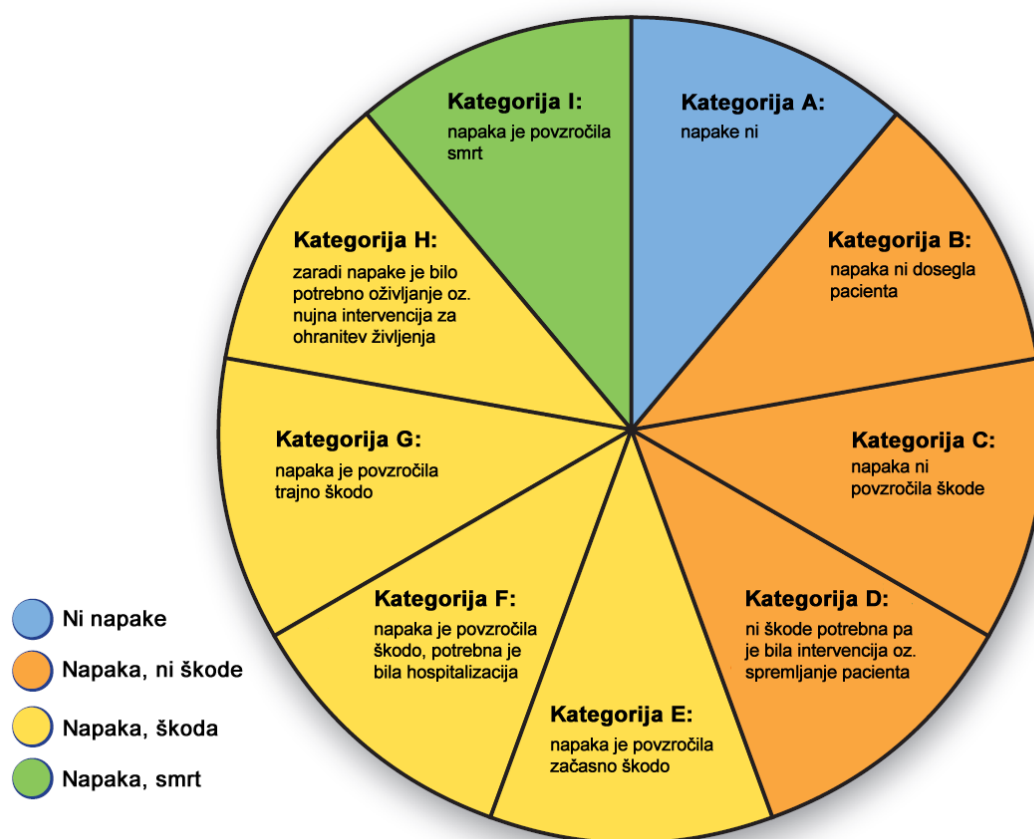 Kategorija A:
napake ni
Kategorija B:
napaka ni dosegla
pacienta
Kategorija C:
napaka ni
povzročila škode
Kategorija D:
ni škode potrebna pa
je bila intervencija oz.
spremljanje pacienta
Kategorija E:
napaka je povzročila
začasno škodo
Kategorija F:
napaka je povzročila
škodo, potrebna je
bila hospitalizacija
Kategorija G:
napaka je povzročila
trajno škodo
Kategorija H:
zaradi napake je bilo
potrebno oživljanje oz.
nujna intervencija za
ohranitev življenja
Kategorija I:
napaka je povzročila
smrt
Ni napake
Napaka, ni škode
Napaka, škoda
Napaka, smrt